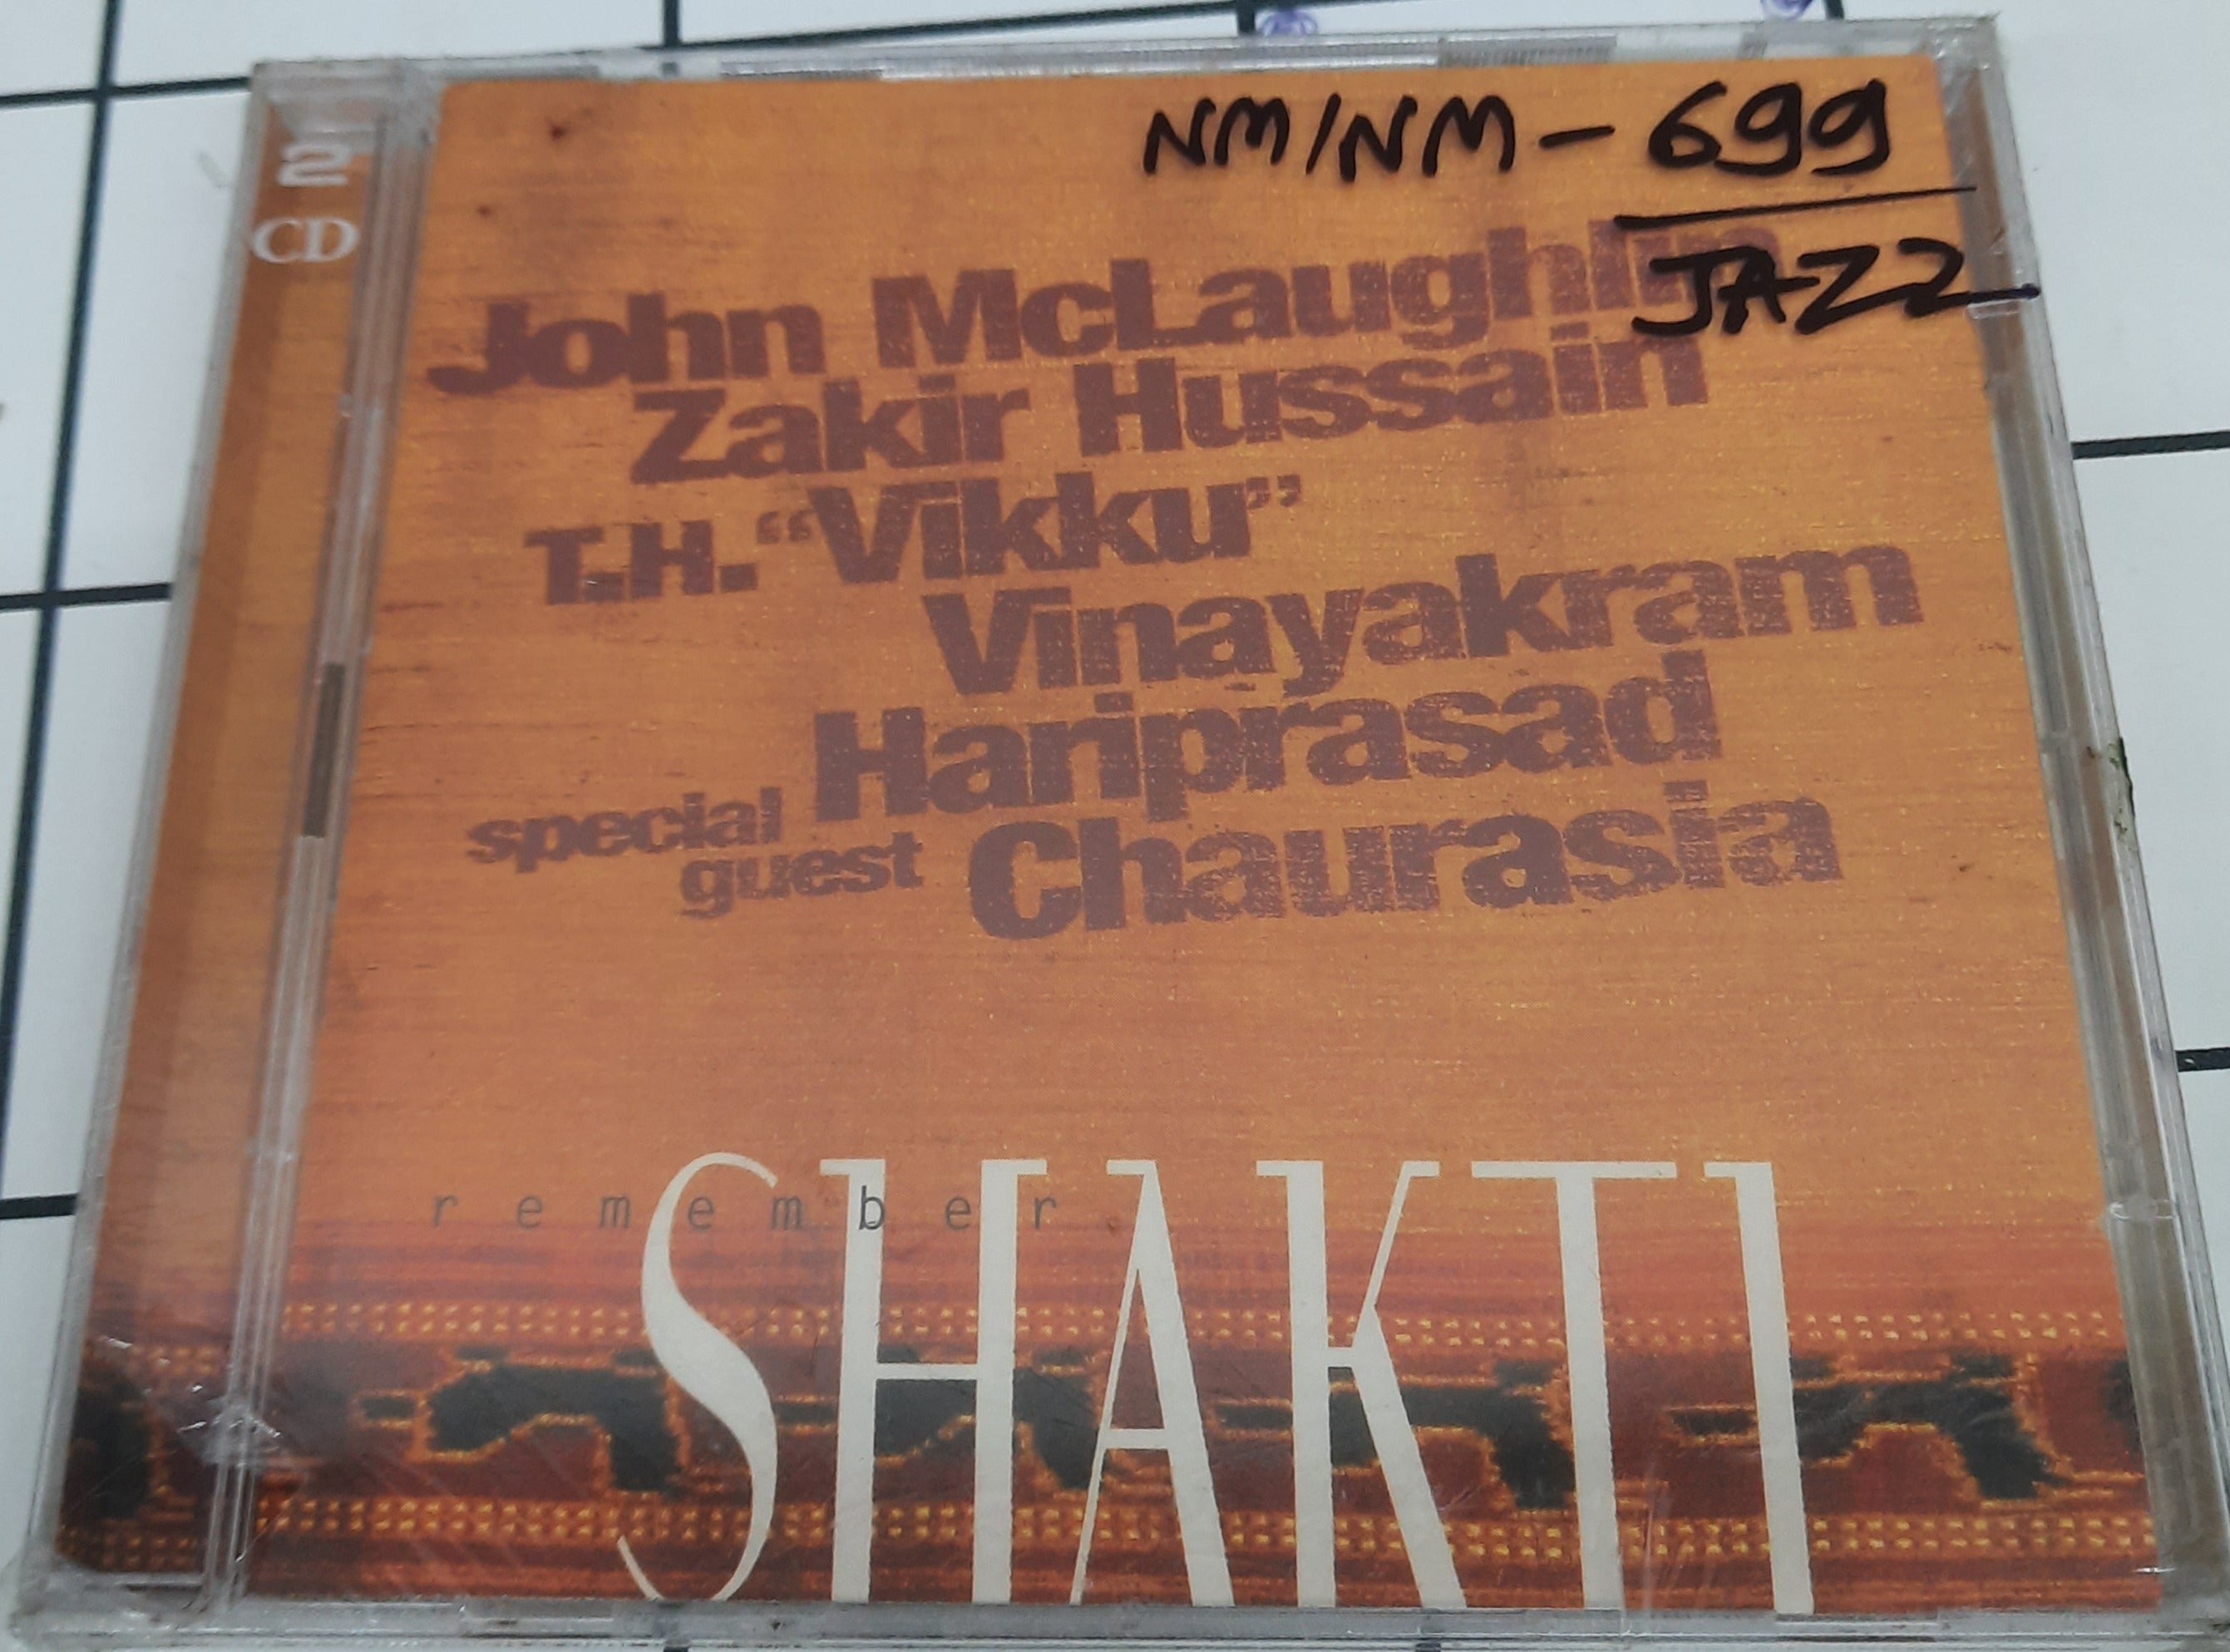 2
CD
NM/NM-699
JAZZ
John McLaughlin
Zakir Hussain
T.H. “Vikku”
Vinayakram
special guest Hariprasad Chaurasia
remember
SHAKTI